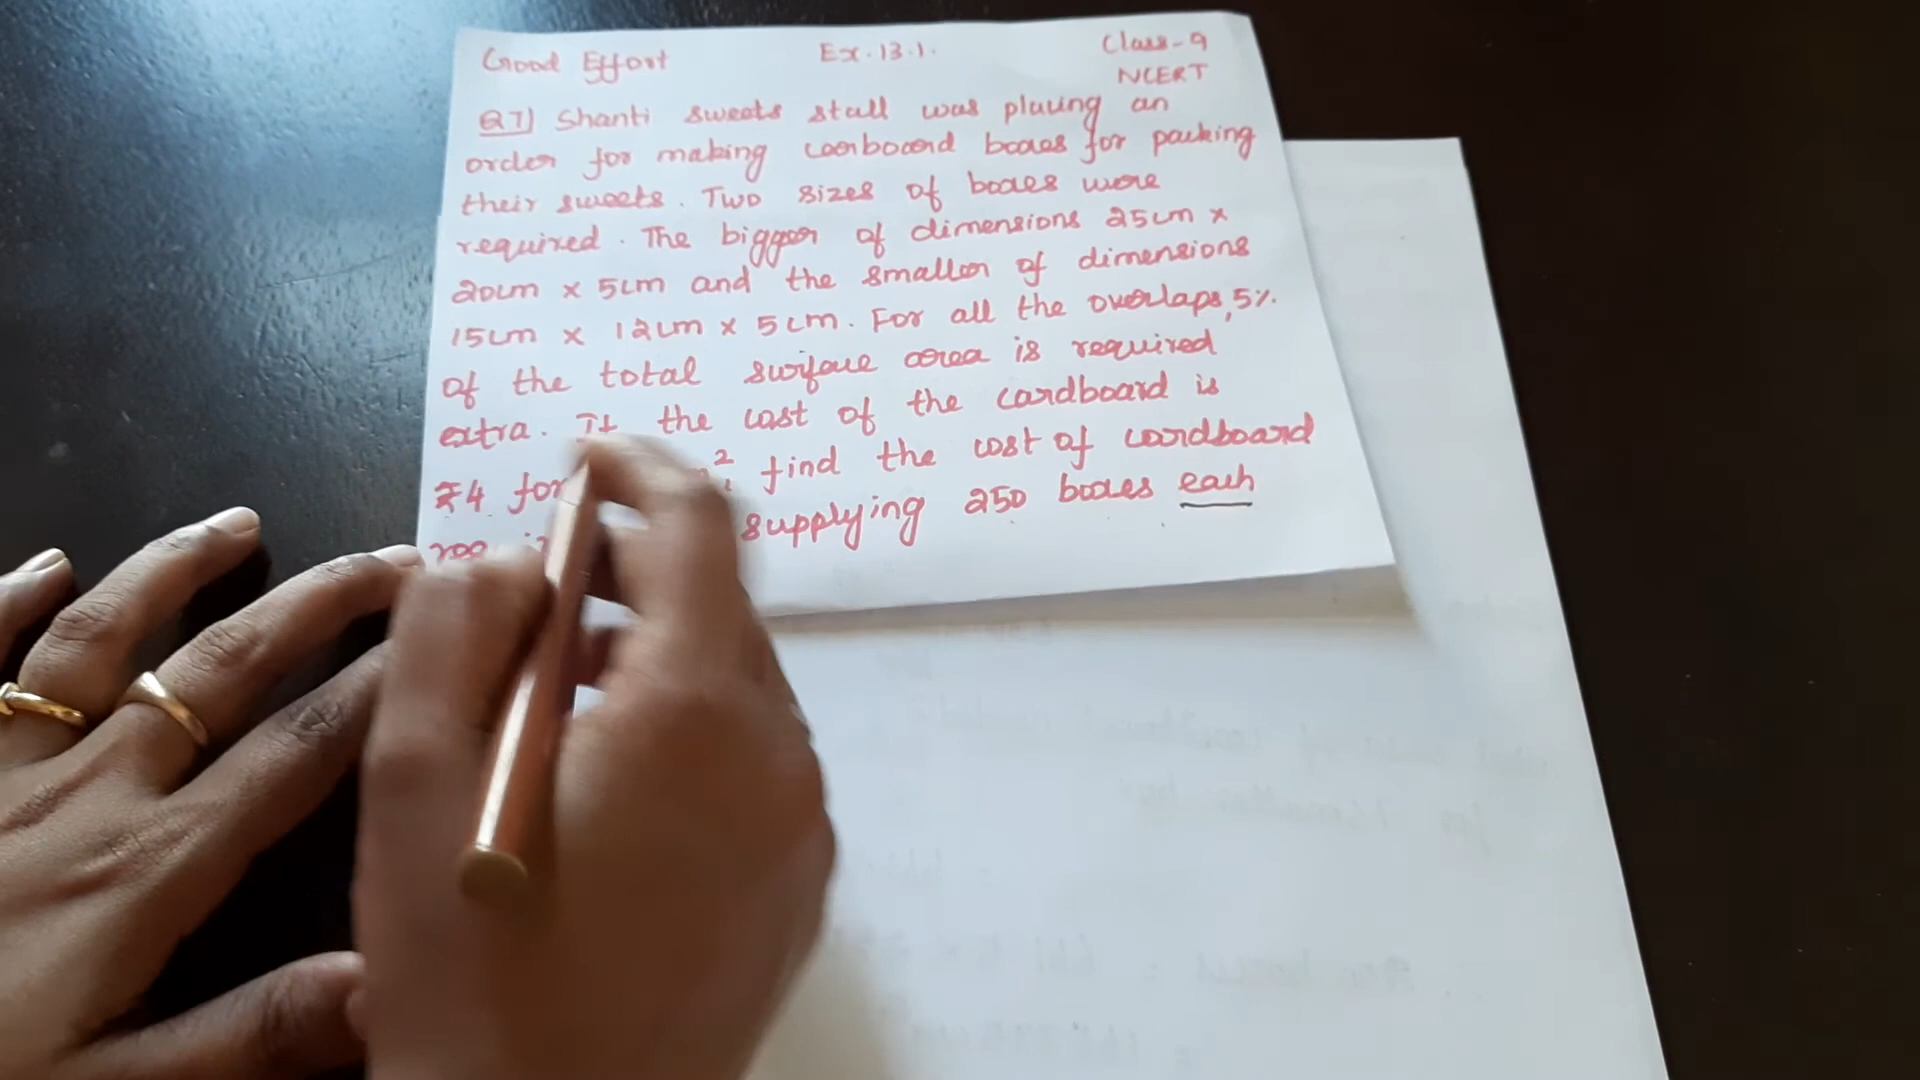 Good Effort Ex.13.1. Class-9
NCERT
Q7) Shanti sweets stall was placing an
order for making carboard boxes for packing
their sweets. Two sizes of boxes were
required. The bigger of dimensions 25cm x
20cm x 5cm and the smaller of dimensions
15cm x 12cm x 5cm. For all the overlaps, 5%
of the total surface area is required
extra. If the cost of the cardboard is
₹4 for find the cost of cardboard
supplying 250 boxes each